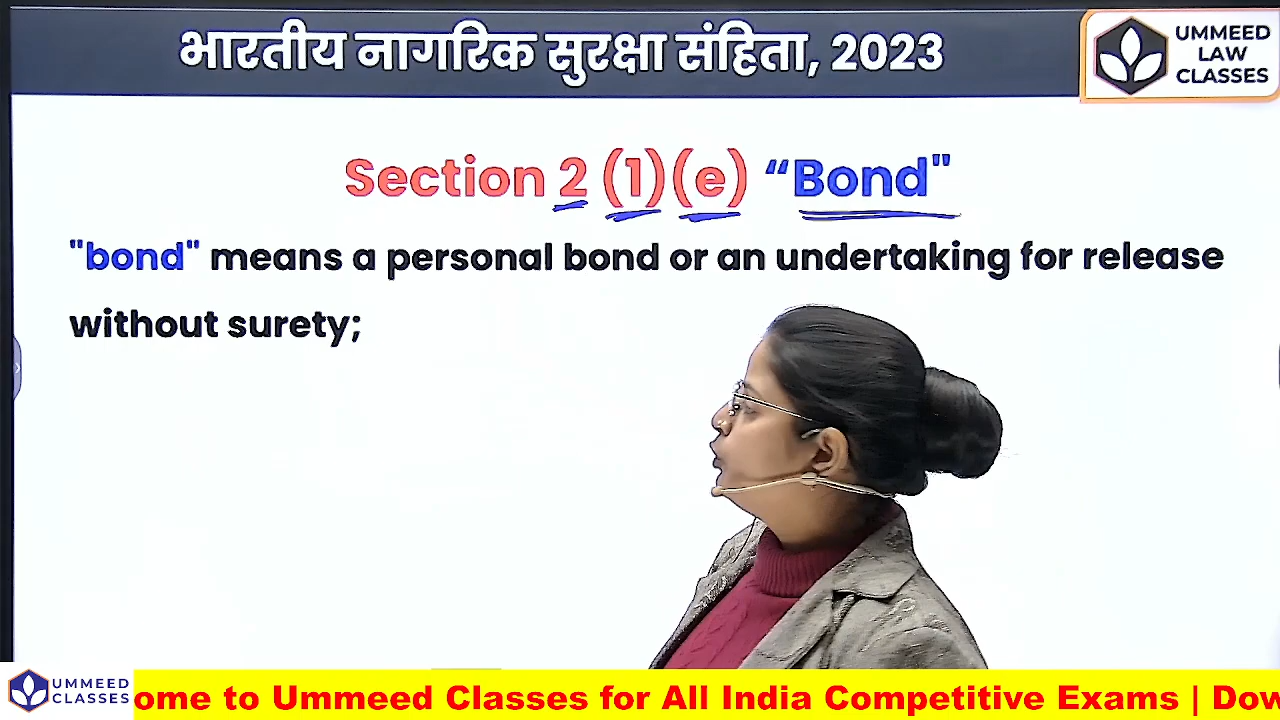 भारतीय नागरिक सुरक्षा संहिता, 2023
UMMEED
LAW
CLASSES
Section 2 (1)(e) “Bond"
"bond" means a personal bond or an undertaking for release
without surety;
UMMEED
CLASSES
ome to Ummeed Classes for All India Competitive Exams | Dow